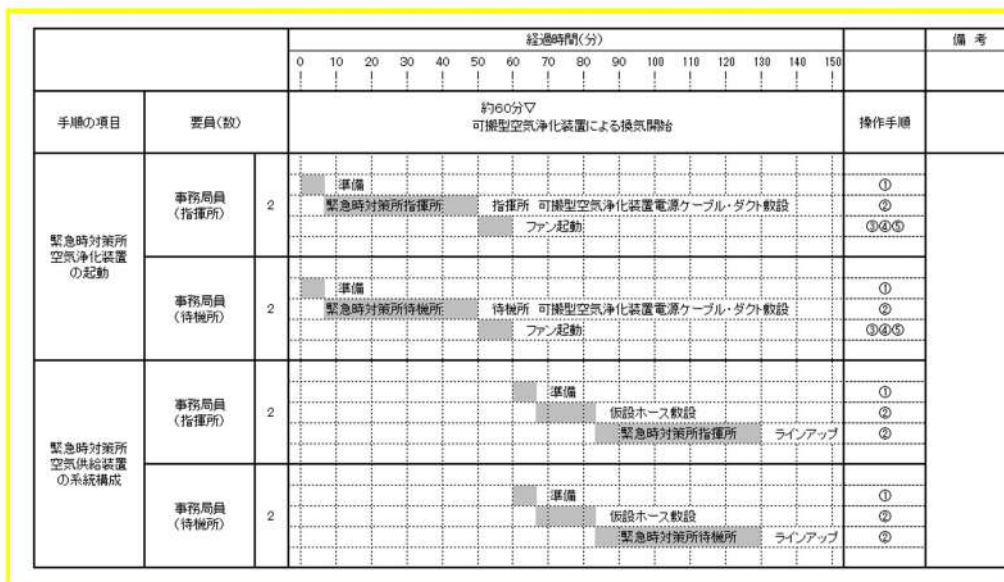 経過時間(分)
備考
0 10 20 30 40 50 60 70 80 90 100 110 120 130 140 150
手順の項目
要員(数)
約60分▽
可搬型空気浄化装置による換気開始
操作手順
緊急時対策所
空気浄化装置
の起動
事務局員
(指揮所)
2
準備
①
緊急時対策所指揮所
指揮所 可搬型空気浄化装置電源ケーブル・ダクト敷設
②
ファン起動
③④⑤
事務局員
(待機所)
2
準備
①
緊急時対策所待機所
待機所 可搬型空気浄化装置電源ケーブル・ダクト敷設
②
ファン起動
③④⑤
緊急時対策所
空気供給装置
の系統構成
事務局員
(指揮所)
2
準備
①
仮設ホース敷設
②
緊急時対策所指揮所
ラインアップ
②
事務局員
(待機所)
2
準備
①
仮設ホース敷設
②
緊急時対策所待機所
ラインアップ
②